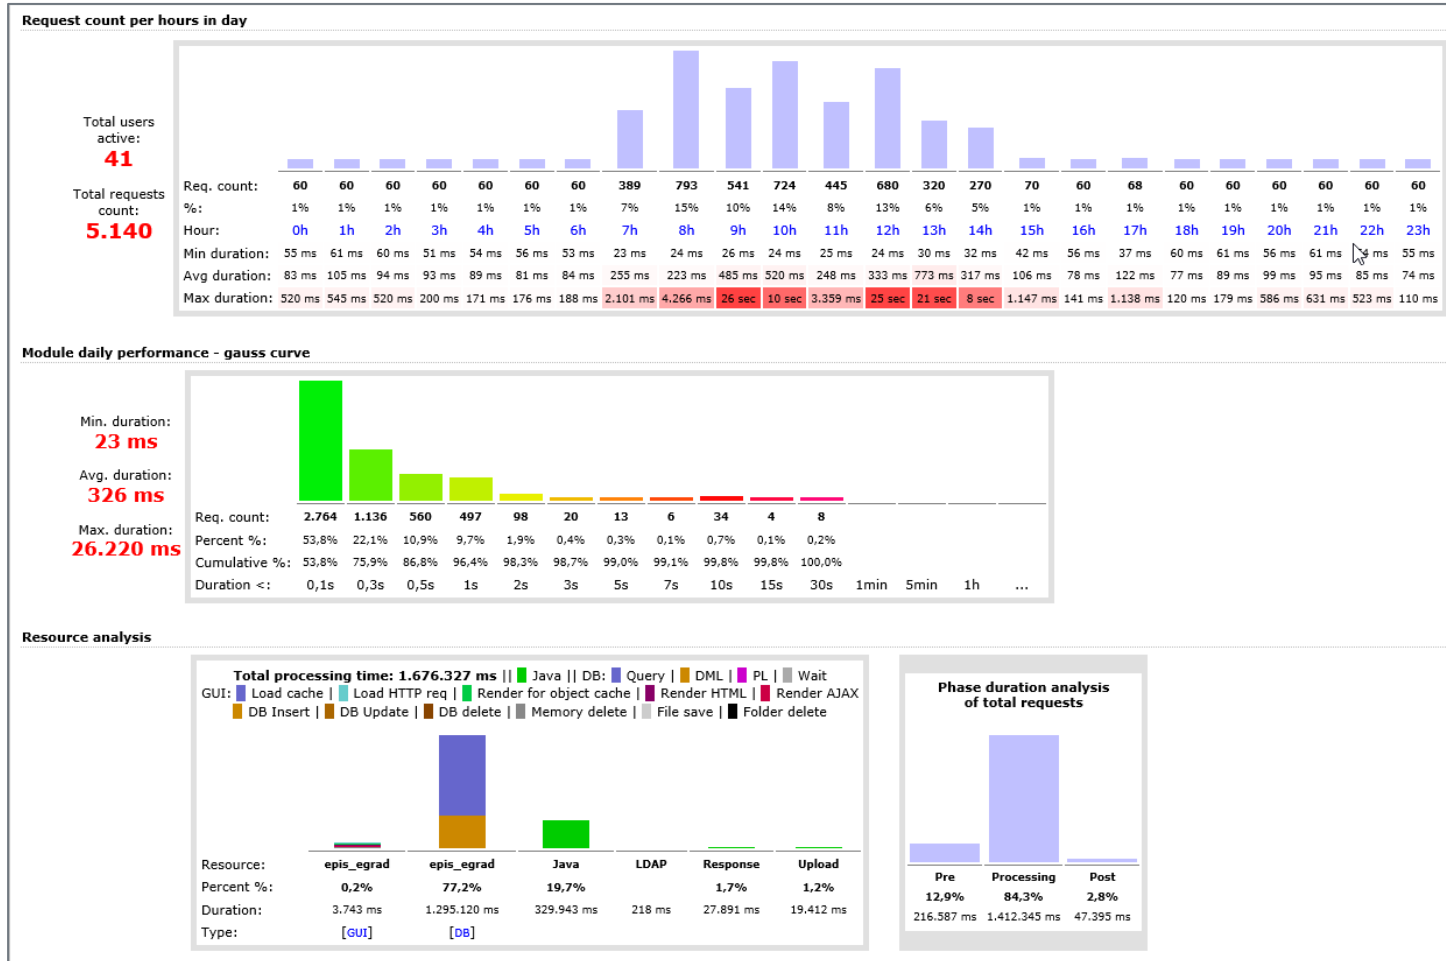 Request count per hours in day
Total users
active:
41
Total requests
count:
5.140
Req. count: 60 60 60 60 60 60 60 389 793 541 724 445 680 320 270 70 60 68 60 60 60 60 60 60
%: 1% 1% 1% 1% 1% 1% 1% 7% 15% 10% 14% 8% 13% 6% 5% 1% 1% 1% 1% 1% 1% 1% 1% 1%
Hour: 0h 1h 2h 3h 4h 5h 6h 7h 8h 9h 10h 11h 12h 13h 14h 15h 16h 17h 18h 19h 20h 21h 22h 23h
Min duration: 55 ms 61 ms 60 ms 51 ms 54 ms 56 ms 53 ms 23 ms 24 ms 26 ms 24 ms 25 ms 24 ms 30 ms 32 ms 42 ms 56 ms 37 ms 60 ms 61 ms 56 ms 61 ms ms 55 ms
Avg duration: 83 ms 105 ms 94 ms 93 ms 89 ms 81 ms 84 ms 255 ms 223 ms 485 ms 520 ms 248 ms 333 ms 773 ms 317 ms 106 ms 78 ms 122 ms 77 ms 89 ms 99 ms 95 ms 85 ms 74 ms
Max duration: 520 ms 545 ms 520 ms 200 ms 171 ms 176 ms 188 ms 2.101 ms 4.266 ms 26 sec 10 sec 3.359 ms 25 sec 21 sec 8 sec 1.147 ms 141 ms 1.138 ms 120 ms 179 ms 586 ms 631 ms 523 ms 110 ms
Module daily performance - gauss curve
Min. duration:
23 ms
Avg. duration:
326 ms
Max. duration:
26.220 ms
Req. count: 2.764 1.136 560 497 98 20 13 6 34 4 8
Percent %: 53,8% 22,1% 10,9% 9,7% 1,9% 0,4% 0,3% 0,1% 0,7% 0,1% 0,2%
Cumulative %: 53,8% 75,9% 86,8% 96,4% 98,3% 98,7% 99,0% 99,1% 99,8% 99,8% 100,0%
Duration <: 0,1s 0,3s 0,5s 1s 2s 3s 5s 7s 10s 15s 30s 1min 5min 1h ...
Resource analysis
Total processing time: 1.676.327 ms || Java || DB: Query | DML | PL | Wait
GUI: Load cache | Load HTTP req | Render for object cache | Render HTML | Render AJAX
DB Insert | DB Update | DB delete | Memory delete | File save | Folder delete
Resource: epis_egrad epis_egrad Java LDAP Response Upload
Percent %: 0,2% 77,2% 19,7% 1,7% 1,2%
Duration: 3.743 ms 1.295.120 ms 329.943 ms 218 ms 27.891 ms 19.412 ms
Type: [GUI] [DB]
Phase duration analysis
of total requests
Pre Processing Post
12,9% 84,3% 2,8%
216.587 ms 1.412.345 ms 47.395 ms